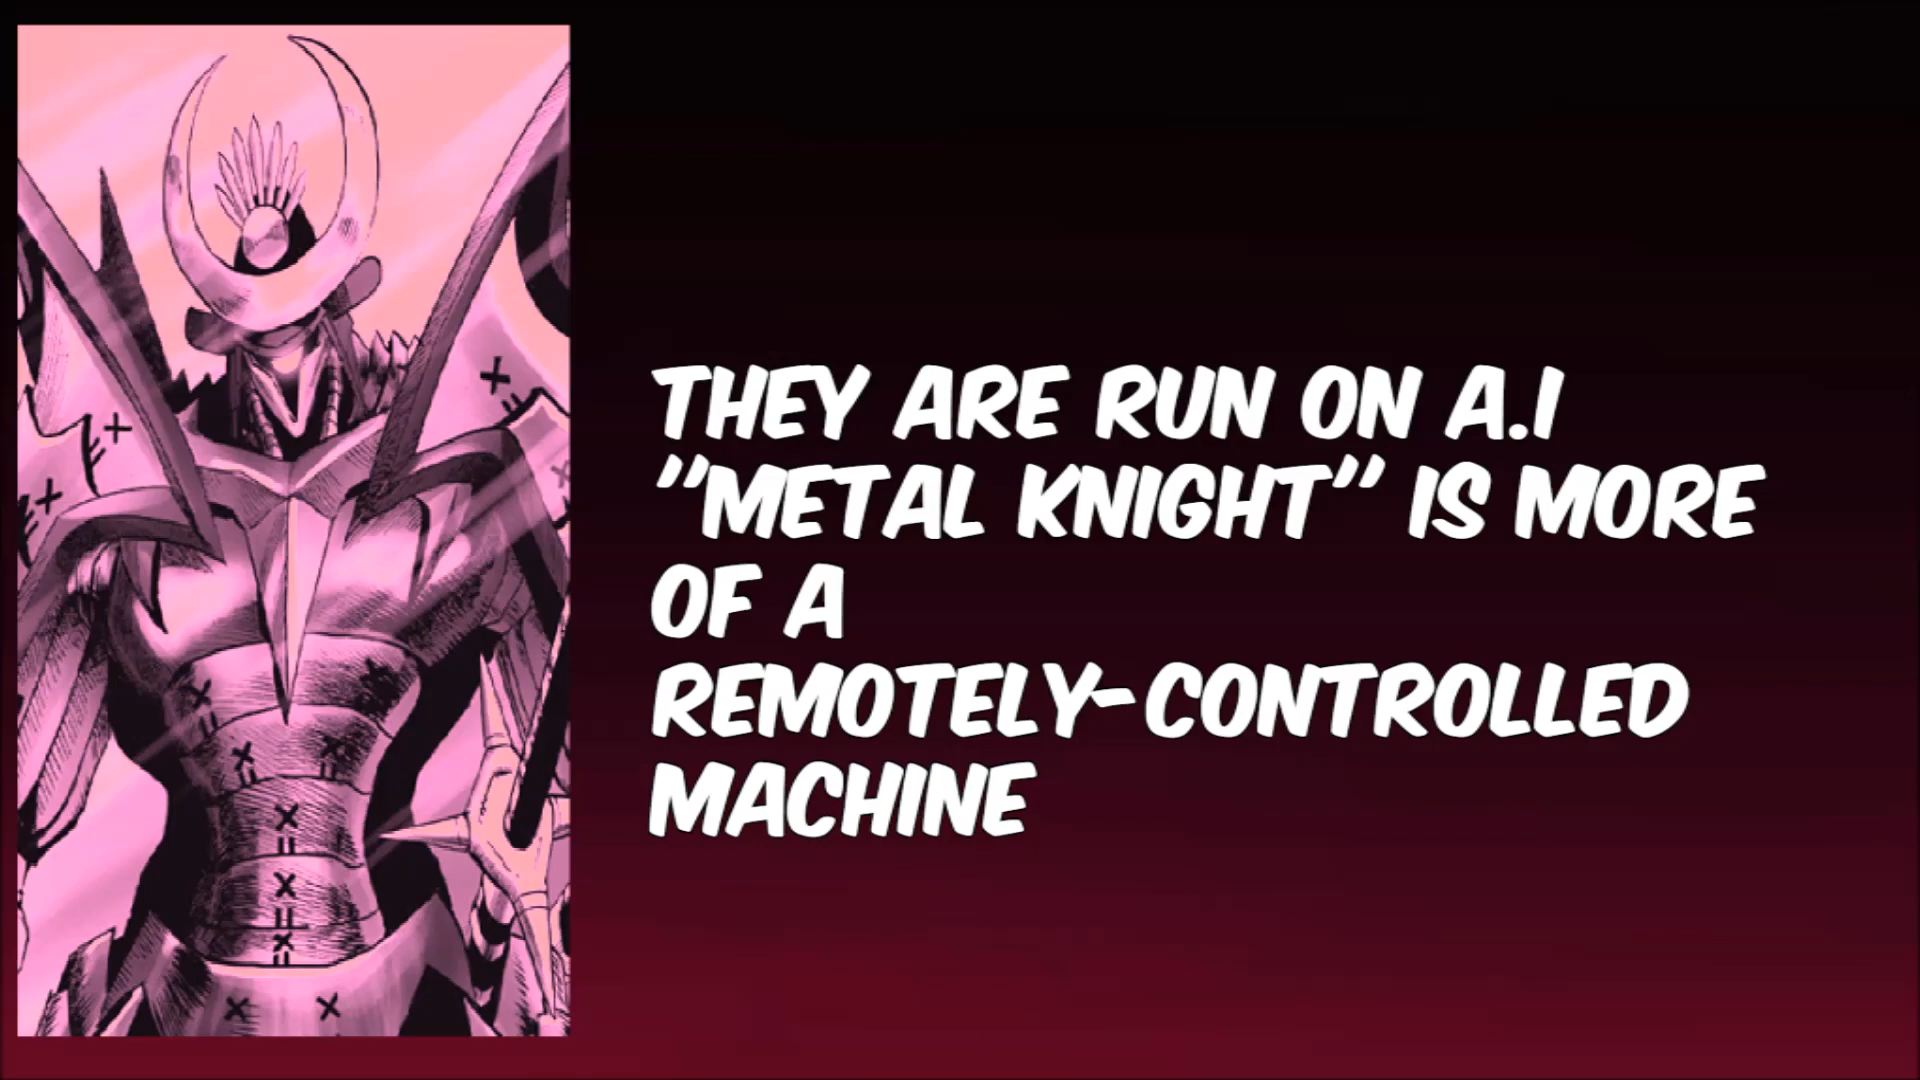 THEY ARE RUN ON A.I
"METAL KNIGHT" IS MORE
OF A
REMOTELY-CONTROLLED
MACHINE